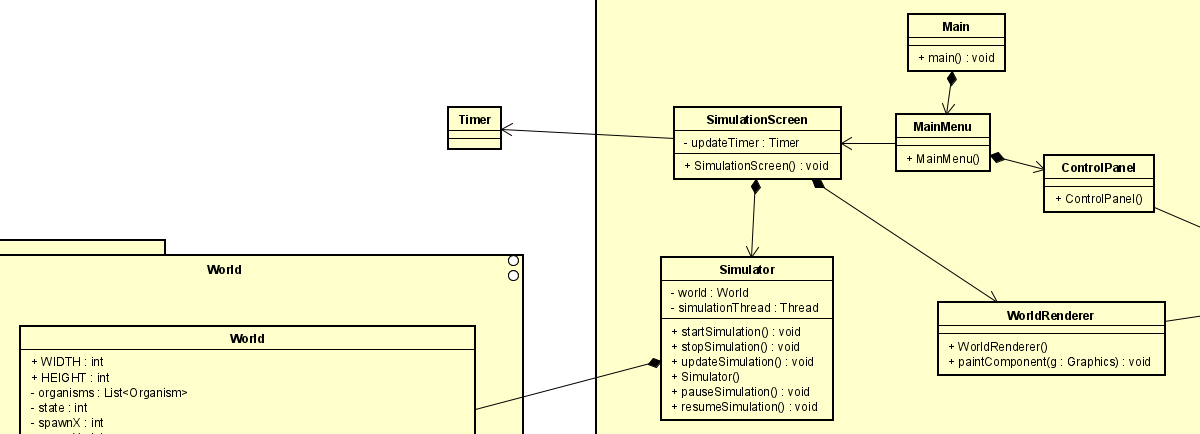 Main
+ main() : void
Timer
SimulationScreen
- updateTimer : Timer
+ SimulationScreen() : void
MainMenu
+ MainMenu()
ControlPanel
+ ControlPanel()
World
Simulator
- world : World
- simulationThread : Thread
+ startSimulation() : void
+ stopSimulation() : void
+ updateSimulation() : void
+ Simulator()
+ pauseSimulation() : void
+ resumeSimulation() : void
WorldRenderer
+ WorldRenderer()
+ paintComponent(g : Graphics) : void
World
+ WIDTH : int
+ HEIGHT : int
- organisms : List<Organism>
- state : int
- spawnX : int